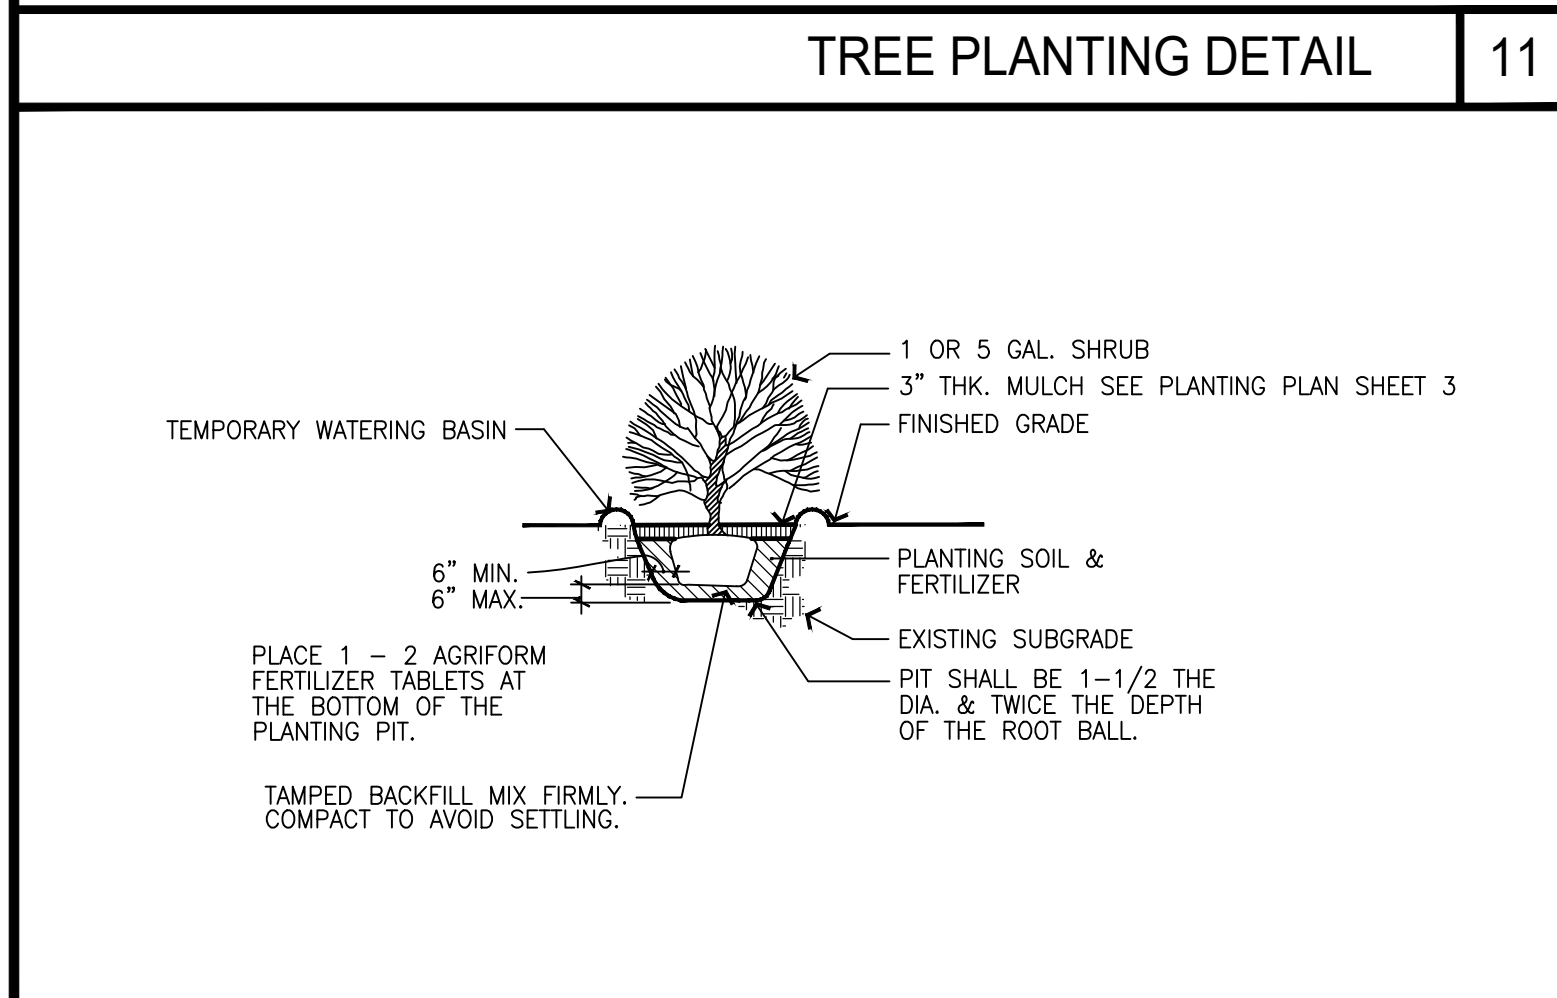 TREE PLANTING DETAIL
11
1 OR 5 GAL. SHRUB
3" THK. MULCH SEE PLANTING PLAN SHEET 3
FINISHED GRADE
TEMPORARY WATERING BASIN
6" MIN.
6" MAX.
PLANTING SOIL &
FERTILIZER
EXISTING SUBGRADE
PIT SHALL BE 1-1/2 THE
DIA. & TWICE THE DEPTH
OF THE ROOT BALL.
PLACE 1 - 2 AGRIFORM
FERTILIZER TABLETS AT
THE BOTTOM OF THE
PLANTING PIT.
TAMPED BACKFILL MIX FIRMLY.
COMPACT TO AVOID SETTLING.